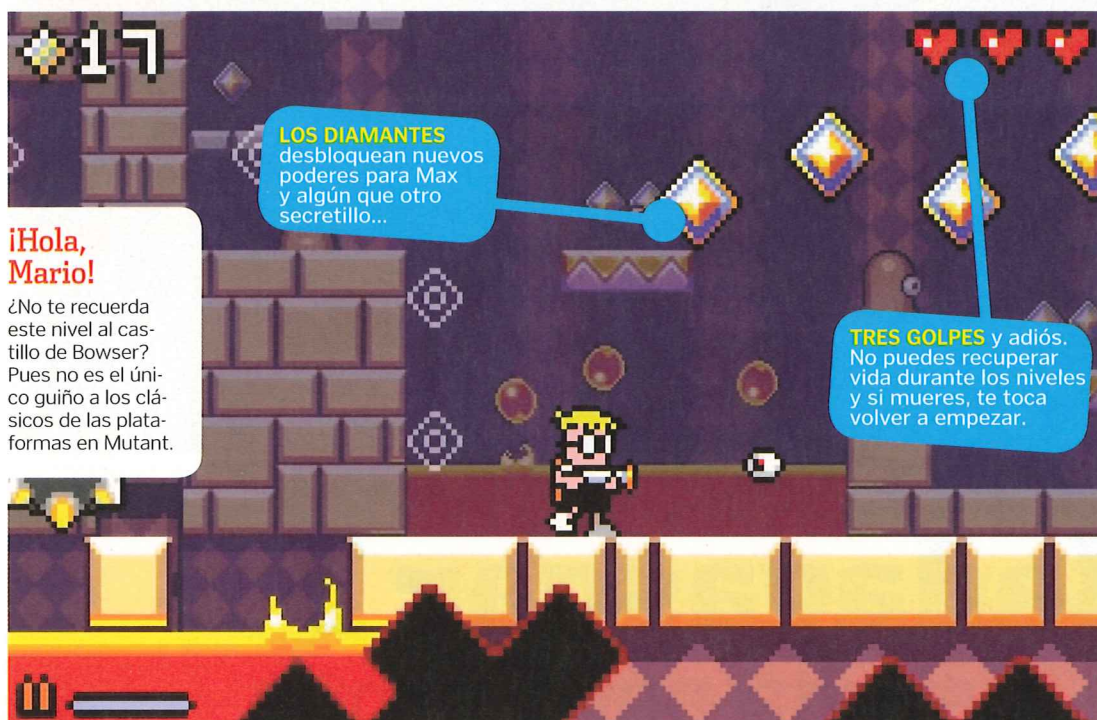 17
LOS DIAMANTES
desbloquean nuevos
poderes para Max
y algún que otro
secretillo...
¡Hola,
Mario!
¿No te recuerda
este nivel al cas-
tillo de Bowser?
Pues no es el úni-
co guiño a los clá-
sicos de las plata-
formas en Mutant.
TRES GOLPES y adiós.
No puedes recuperar
vida durante los niveles
y si mueres, te toca
volver a empezar.